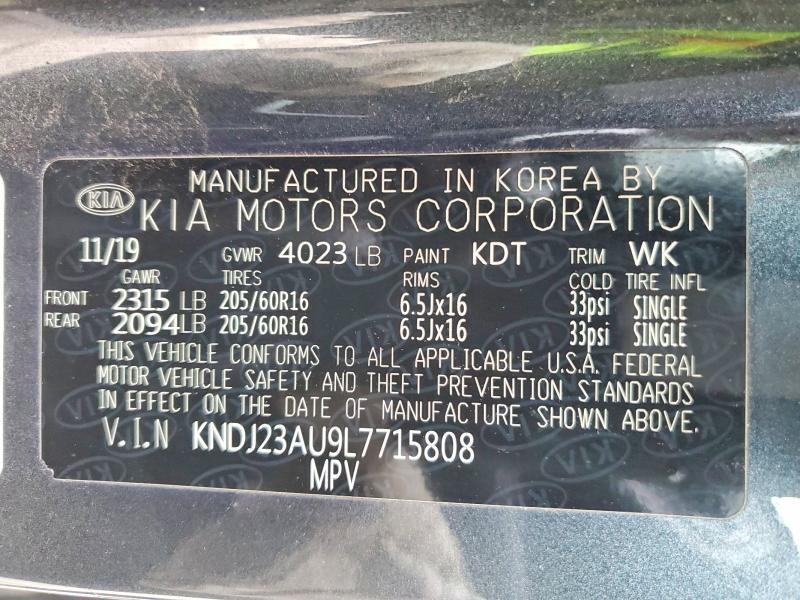 MANUFACTURED IN KOREA BY
KIA KIA MOTORS CORPORATION
11/19 GVWR 4023 LB PAINT KDT TRIM WK
GAWR TIRES RIMS COLD TIRE INFL
FRONT 2315 LB 205/60R16 6.5Jx16 33psi SINGLE
REAR 2094LB 205/60R16 6.5Jx16 33psi SINGLE
THIS VEHICLE CONFORMS TO ALL APPLICABLE U.S.A. FEDERAL
MOTOR VEHICLE SAFETY AND THEFT PREVENTION STANDARDS
IN EFFECT ON THE DATE OF MANUFACTURE SHOWN ABOVE.
V.I.N KNDJ23AU9L7715808
MPV